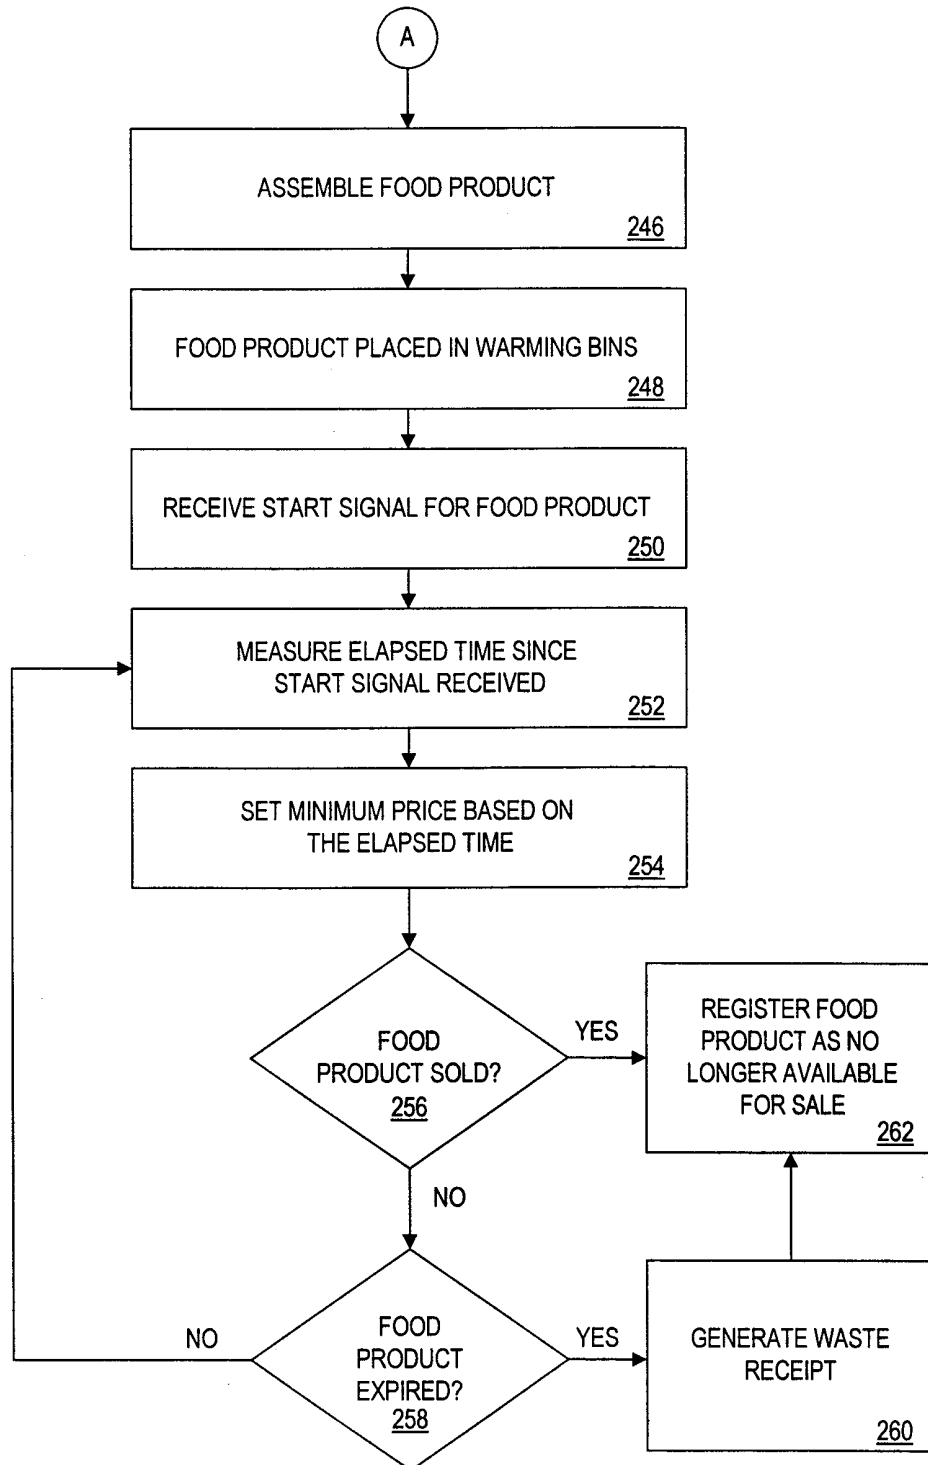 A
ASSEMBLE FOOD PRODUCT
246
FOOD PRODUCT PLACED IN WARMING BINS
248
RECEIVE START SIGNAL FOR FOOD PRODUCT
250
MEASURE ELAPSED TIME SINCE
START SIGNAL RECEIVED
252
SET MINIMUM PRICE BASED ON
THE ELAPSED TIME
254
FOOD
PRODUCT SOLD?
256
YES
REGISTER FOOD
PRODUCT AS NO
LONGER AVAILABLE
FOR SALE
262
NO
NO
FOOD
PRODUCT
EXPIRED?
258
YES
GENERATE WASTE
RECEIPT
260